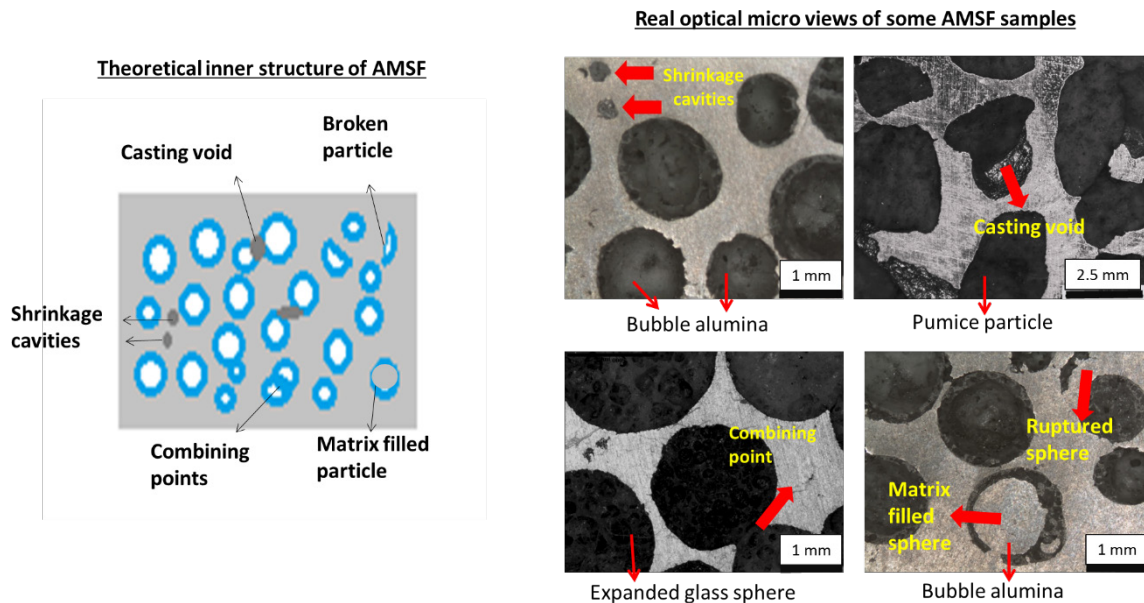 Theoretical inner structure of AMSF
Casting void
Broken
particle
Shrinkage
cavities
Combining
points
Matrix filled
particle
Real optical micro views of some AMSF samples
Shrinkage
cavities
1 mm
Bubble alumina
Casting void
2.5 mm
Pumice particle
Combining
point
1 mm
Expanded glass sphere
Ruptured
sphere
Matrix
filled
sphere
1 mm
Bubble alumina